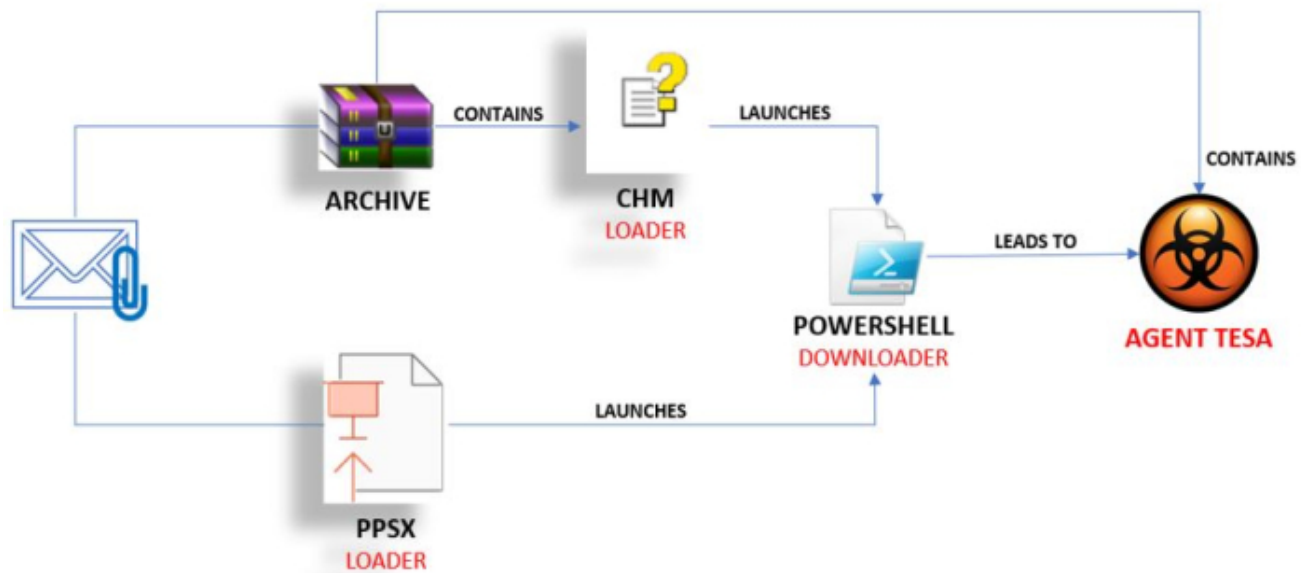 CONTAINS
LAUNCHES
CONTAINS
ARCHIVE
CHM
LOADER
LEADS TO
POWERSHELL
DOWNLOADER
AGENT TESA
LAUNCHES
PPSX
LOADER